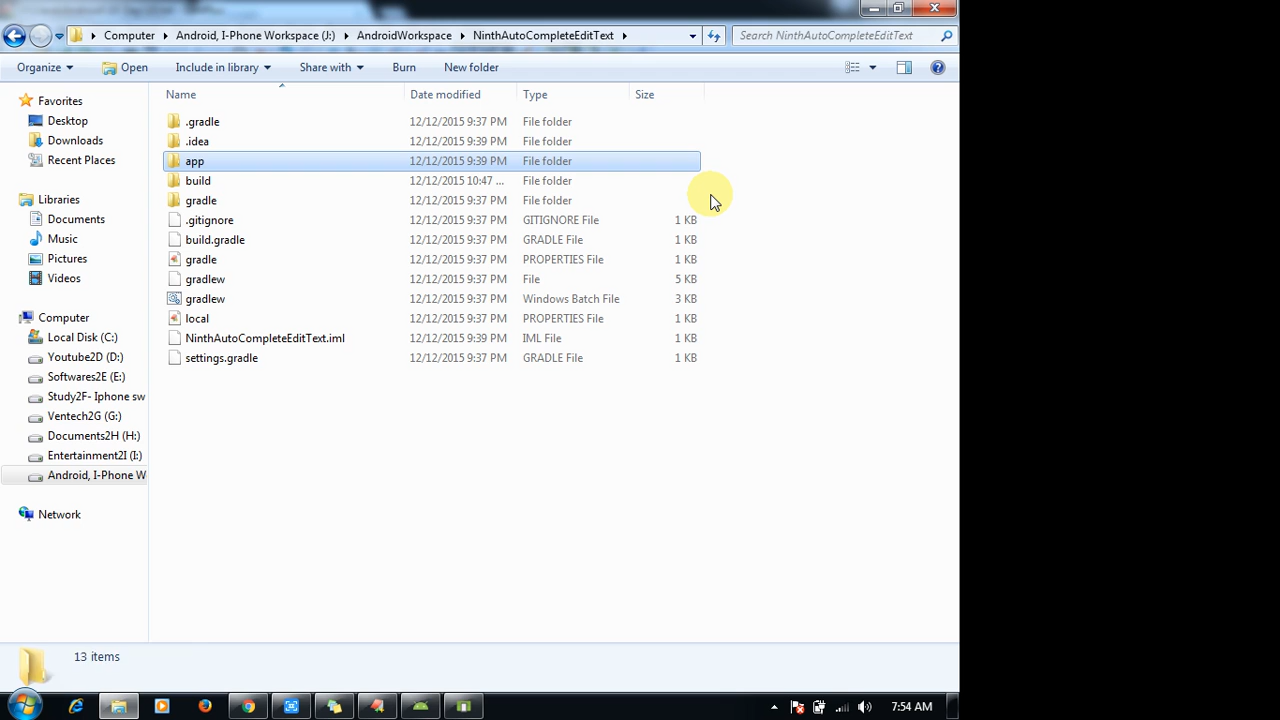 Computer ▸ Android, I-Phone Workspace (J:) ▸ AndroidWorkspace ▸ NinthAutoCompleteEditText ▸
Search NinthAutoCompleteEditText
Organize Open Include in library Share with Burn New folder
Name Date modified Type Size
Favorites
Desktop
Downloads
Recent Places
Libraries
Documents
Music
Pictures
Videos
Computer
Local Disk (C:)
Youtube2D (D:)
Softwares2E (E:)
Study2F- Iphone sw
Ventech2G (G:)
Documents2H (H:)
Entertainment2I (I:)
Android, I-Phone W
Network
.gradle 12/12/2015 9:37 PM File folder
.idea 12/12/2015 9:39 PM File folder
app 12/12/2015 9:39 PM File folder
build 12/12/2015 10:47 ... File folder
gradle 12/12/2015 9:37 PM File folder
.gitignore 12/12/2015 9:37 PM GITIGNORE File 1 KB
build.gradle 12/12/2015 9:37 PM GRADLE File 1 KB
gradle 12/12/2015 9:37 PM PROPERTIES File 1 KB
gradlew 12/12/2015 9:37 PM File 5 KB
gradlew 12/12/2015 9:37 PM Windows Batch File 3 KB
local 12/12/2015 9:37 PM PROPERTIES File 1 KB
NinthAutoCompleteEditText.iml 12/12/2015 9:39 PM IML File 1 KB
settings.gradle 12/12/2015 9:37 PM GRADLE File 1 KB
13 items
7:54 AM